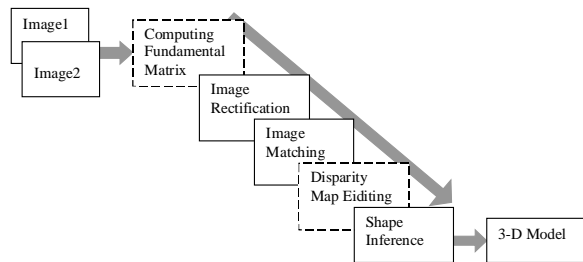 Image1
Image2
Computing
Fundamental
Matrix
Image
Rectification
Image
Matching
Disparity
Map Eiditing
Shape
Inference
3-D Model